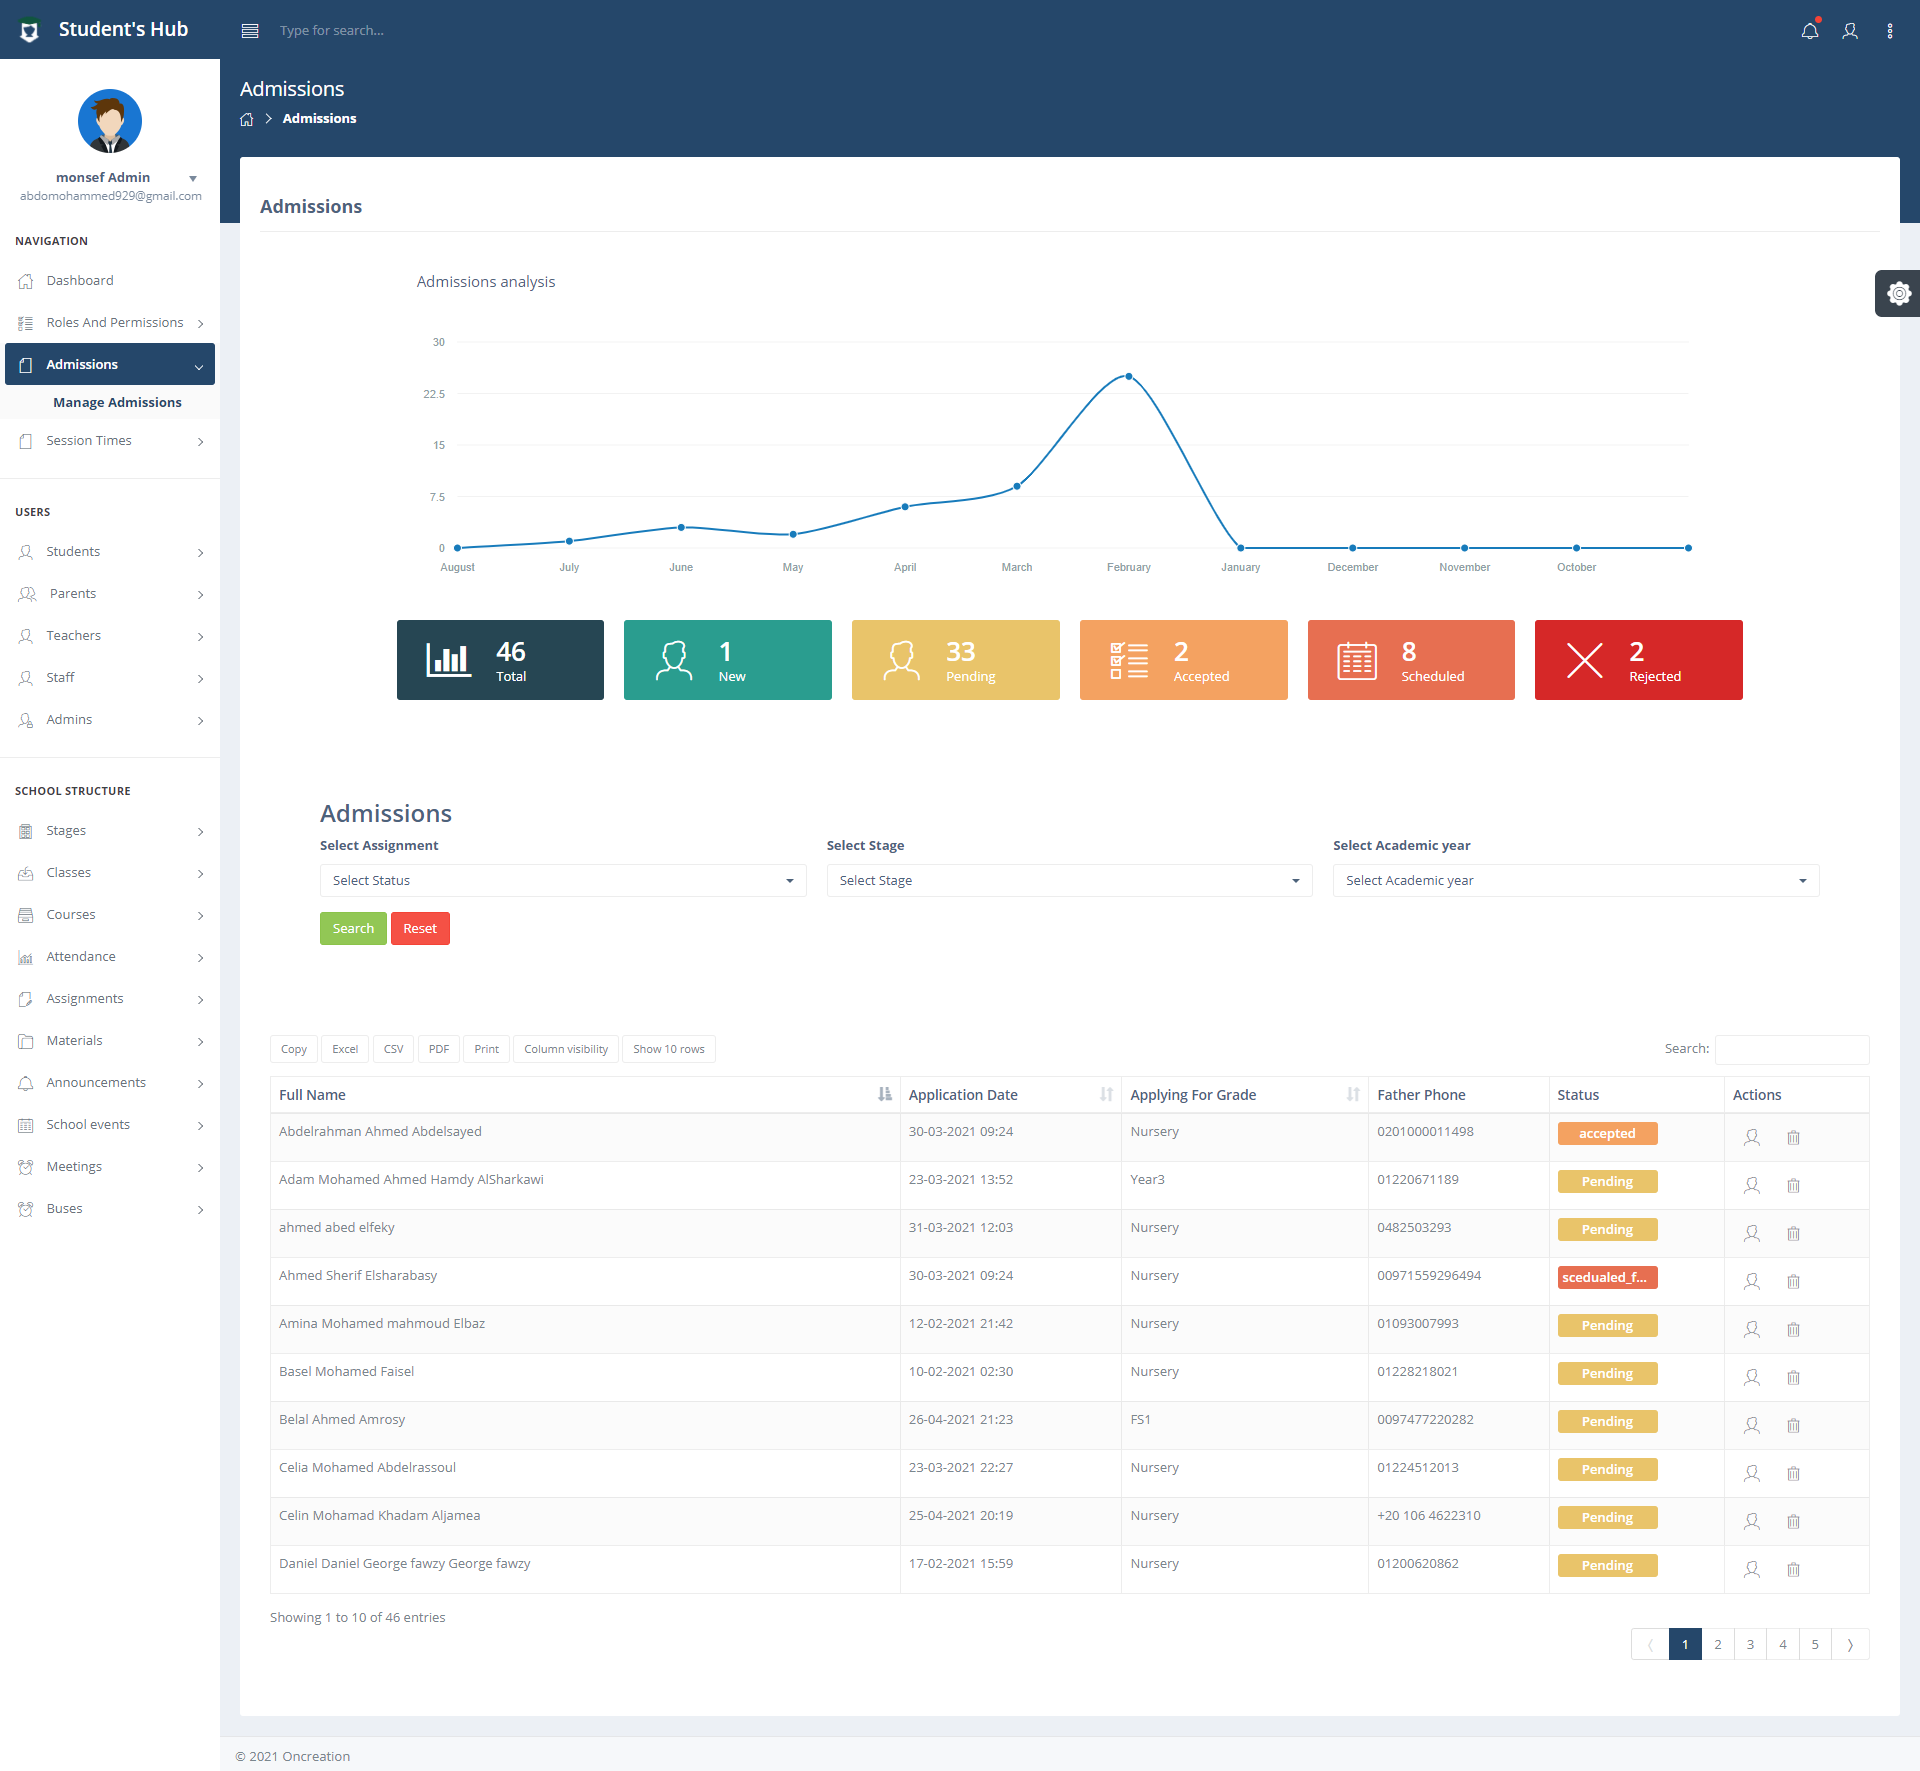 Student's Hub
Type for search...
monsef Admin
abdomohammed929@gmail.com
NAVIGATION
Dashboard
Roles And Permissions
Admissions
Manage Admissions
Session Times
USERS
Students
Parents
Teachers
Staff
Admins
SCHOOL STRUCTURE
Stages
Classes
Courses
Attendance
Assignments
Materials
Announcements
School events
Meetings
Buses
Admissions
Admissions
Admissions
Admissions analysis
30
22.5
15
7.5
0
August July June May April March February January December November October
46
Total
1
New
33
Pending
2
Accepted
8
Scheduled
2
Rejected
Admissions
Select Assignment Select Stage Select Academic year
Select Status Select Stage Select Academic year
Search Reset
Copy Excel CSV PDF Print Column visibility Show 10 rows Search:
Full Name Application Date Applying For Grade Father Phone Status Actions
Abdelrahman Ahmed Abdelsayed 30-03-2021 09:24 Nursery 0201000011498 accepted
Adam Mohamed Ahmed Hamdy AlSharkawi 23-03-2021 13:52 Year3 01220671189 Pending
ahmed abed elfeky 31-03-2021 12:03 Nursery 0482503293 Pending
Ahmed Sherif Elsharabasy 30-03-2021 09:24 Nursery 00971559296494 scedualed_f...
Amina Mohamed mahmoud Elbaz 12-02-2021 21:42 Nursery 01093007993 Pending
Basel Mohamed Faisel 10-02-2021 02:30 Nursery 01228218021 Pending
Belal Ahmed Amrosy 26-04-2021 21:23 FS1 0097477220282 Pending
Celia Mohamed Abdelrassoul 23-03-2021 22:27 Nursery 01224512013 Pending
Celin Mohamad Khadam Aljamea 25-04-2021 20:19 Nursery +20 106 4622310 Pending
Daniel Daniel George fawzy George fawzy 17-02-2021 15:59 Nursery 01200620862 Pending
Showing 1 to 10 of 46 entries
1 2 3 4 5
© 2021 Oncreation